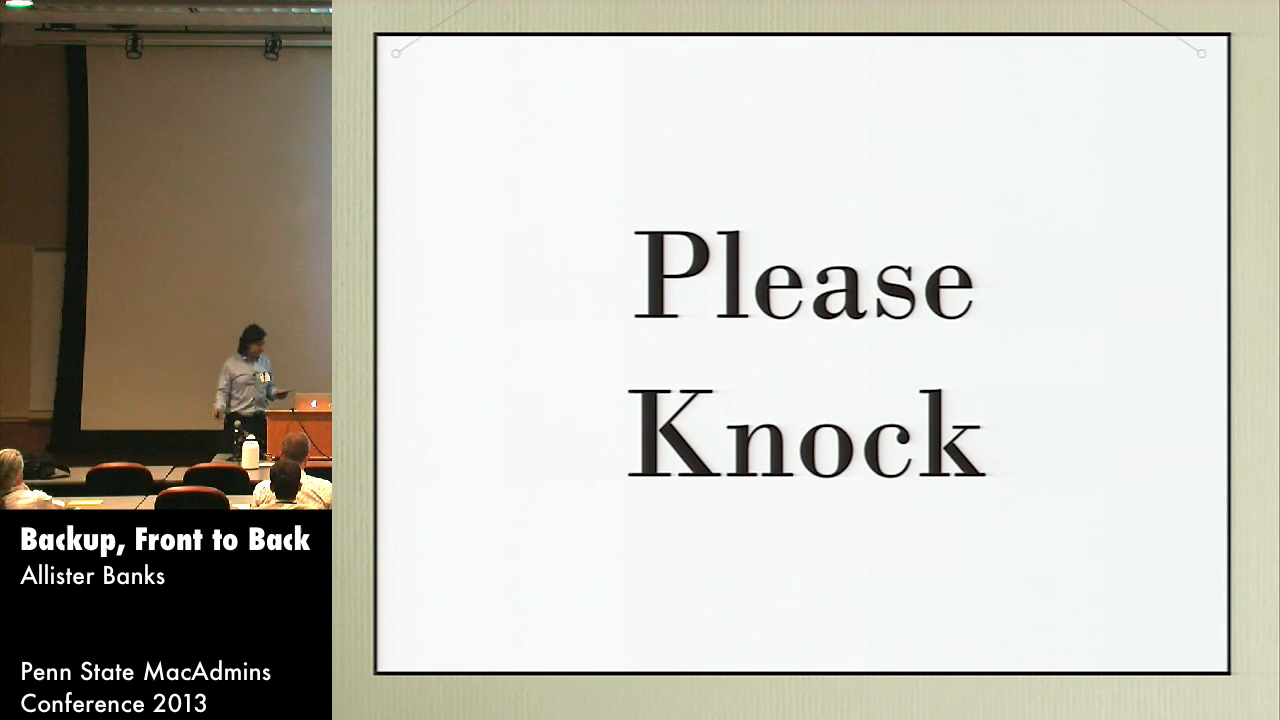 Please
Knock
Backup, Front to Back
Allister Banks
Penn State MacAdmins
Conference 2013